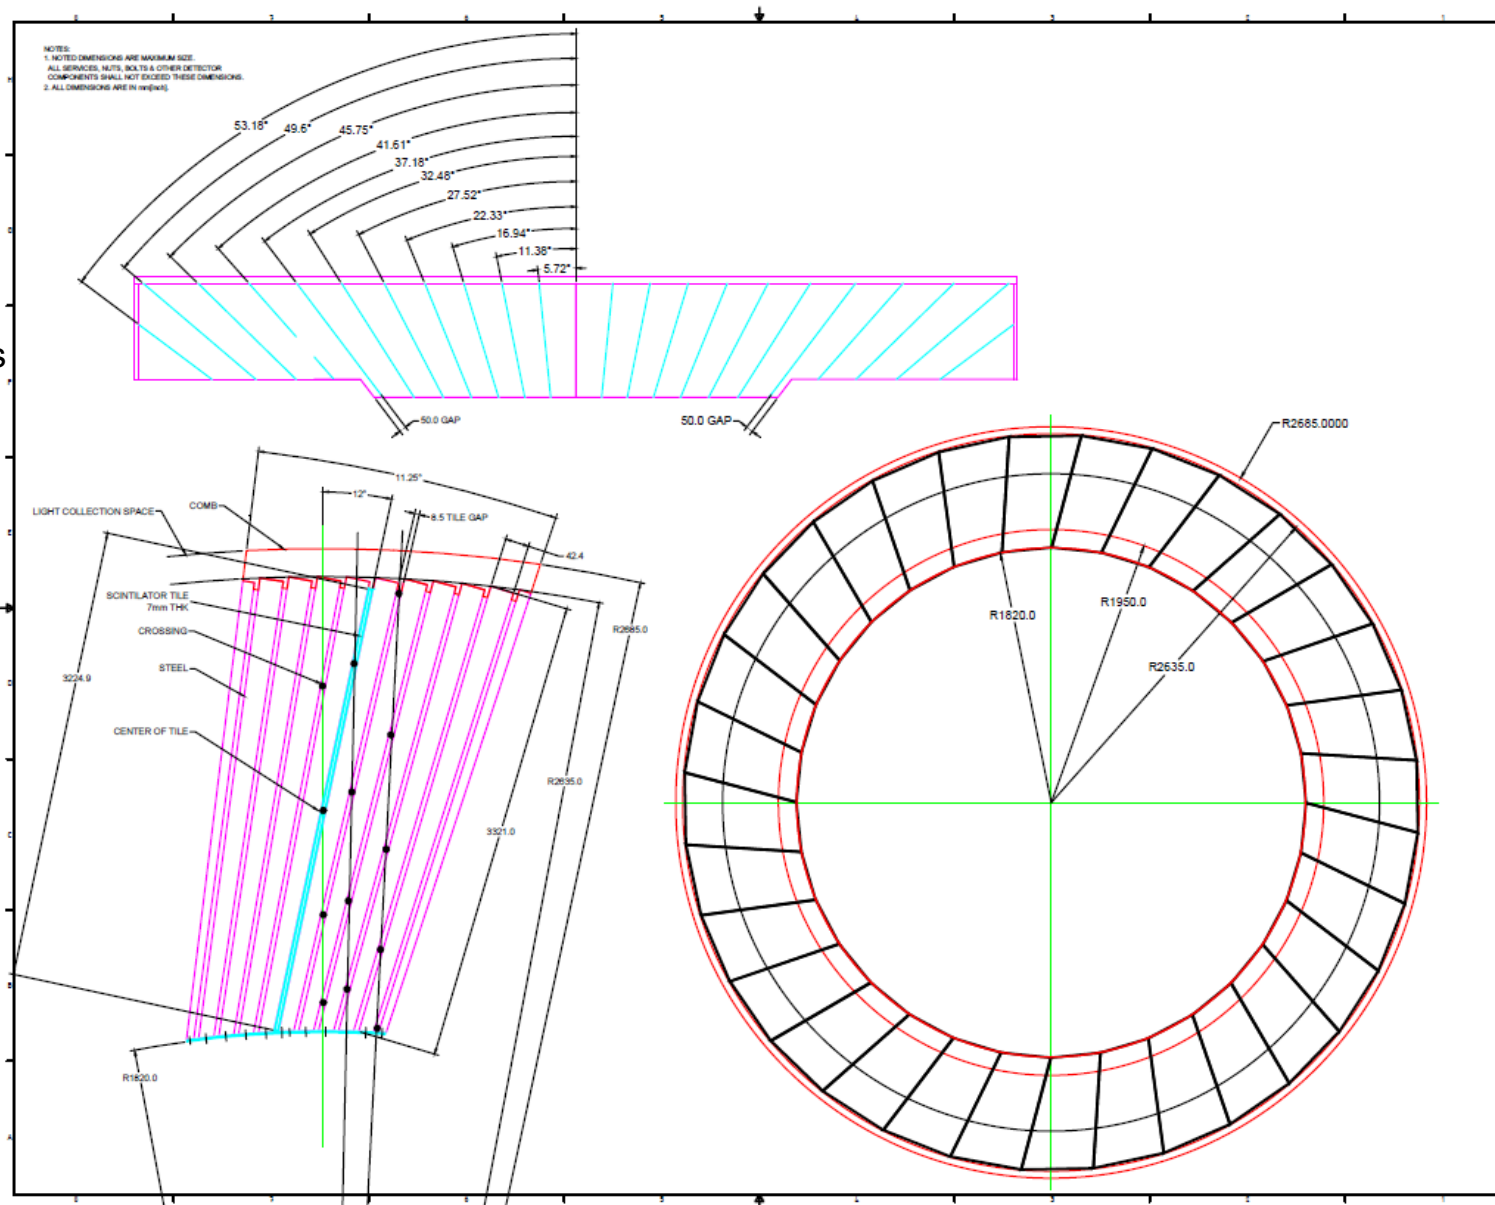 NOTES:
1. NOTED DIMENSIONS ARE MAXIMUM SIZE.
ALL SERVICES, NUTS, BOLTS & OTHER DETECTOR
COMPONENTS SHALL NOT EXCEED THESE DIMENSIONS.
2. ALL DIMENSIONS ARE IN mm[inch].
53.18°
49.6°
45.75°
41.61°
37.18°
32.48°
27.52°
22.33°
16.94°
11.38°
5.72°
S
50.0 GAP
50.0 GAP
R2685.0000
11.25°
12°
LIGHT COLLECTION SPACE
COMB
8.5 TILE GAP
42.4
SCINTILATOR TILE
7mm THK
CROSSING
STEEL
3224.9
CENTER OF TILE
R2685.0
R2635.0
3321.0
R1820.0
R1820.0
R1950.0
R2635.0